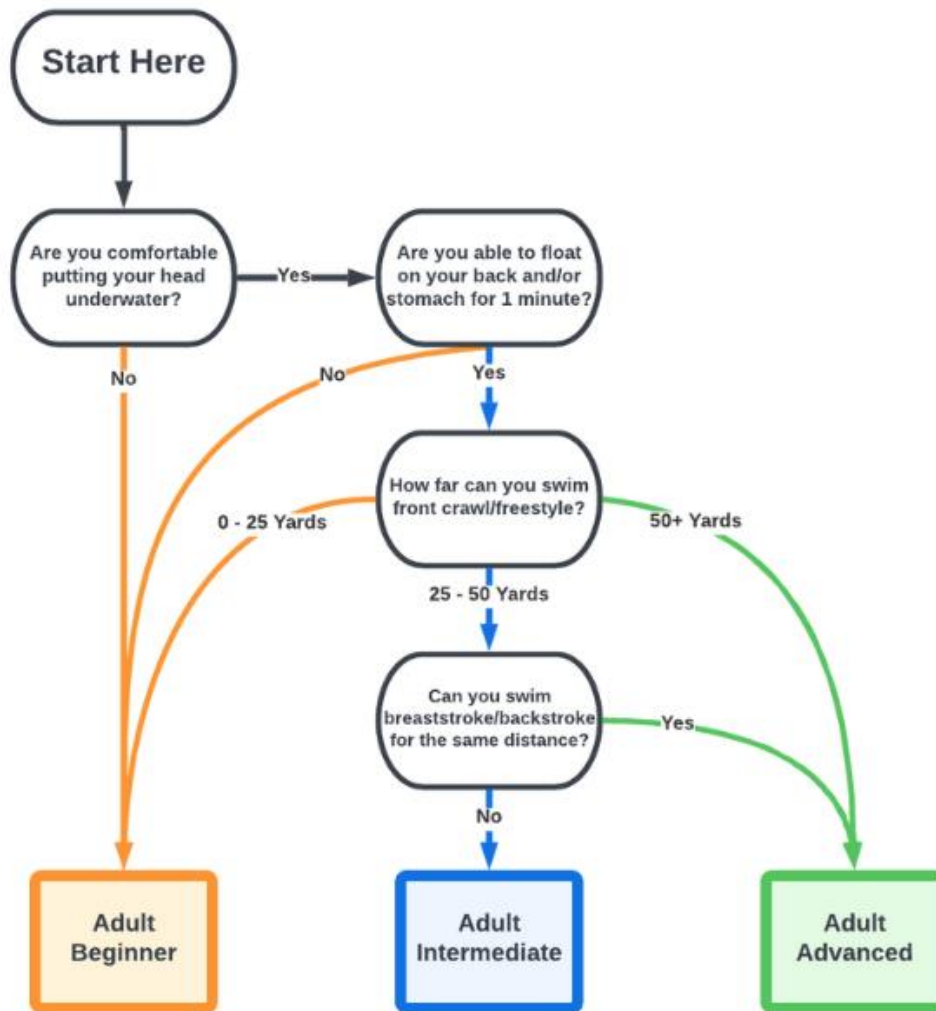 Start Here
Are you comfortable
putting your head
underwater?
Yes
Are you able to float
on your back and/or
stomach for 1 minute?
No
No
Yes
How far can you swim
front crawl/freestyle?
0 - 25 Yards
50+ Yards
25 - 50 Yards
Can you swim
breaststroke/backstroke
for the same distance?
Yes
No
Adult
Beginner
Adult
Intermediate
Adult
Advanced